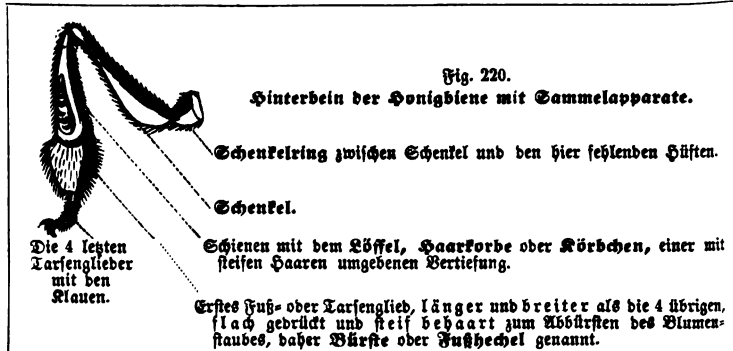 Fig. 220.
Hinterbein der Honigbiene mit Sammelapparate.
Schenkelring zwischen Schenkel und den hier fehlenden Hüften.
Schenkel.
Die 4 letzten
Tarsenglieder
mit den
Klauen.
Schienen mit dem Löffel, Haarkorbe oder Körbchen, einer mit
steifen Haaren umgebenen Vertiefung.
Erstes Fuß- oder Tarsenglied, länger und breiter als die 4 übrigen,
flach gedrückt und steif behaart zum Abbürsten des Blumen-
staubes, daher Bürste oder Fußhechel genannt.